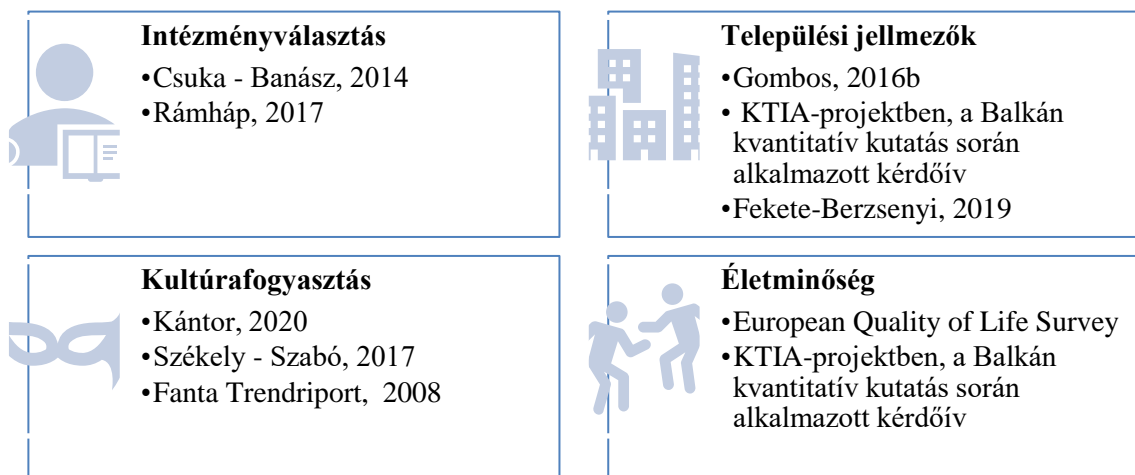 Intézményválasztás
•Csuka - Banász, 2014
•Rámháp, 2017
Települési jellmezők
•Gombos, 2016b
• KTIA-projektben, a Balkán
kvantitatív kutatás során
alkalmazott kérdőív
•Fekete-Berzsenyi, 2019
Kultúrafogyasztás
•Kántor, 2020
•Székely - Szabó, 2017
•Fanta Trendriport, 2008
Életminőség
•European Quality of Life Survey
•KTIA-projektben, a Balkán
kvantitatív kutatás során
alkalmazott kérdőív